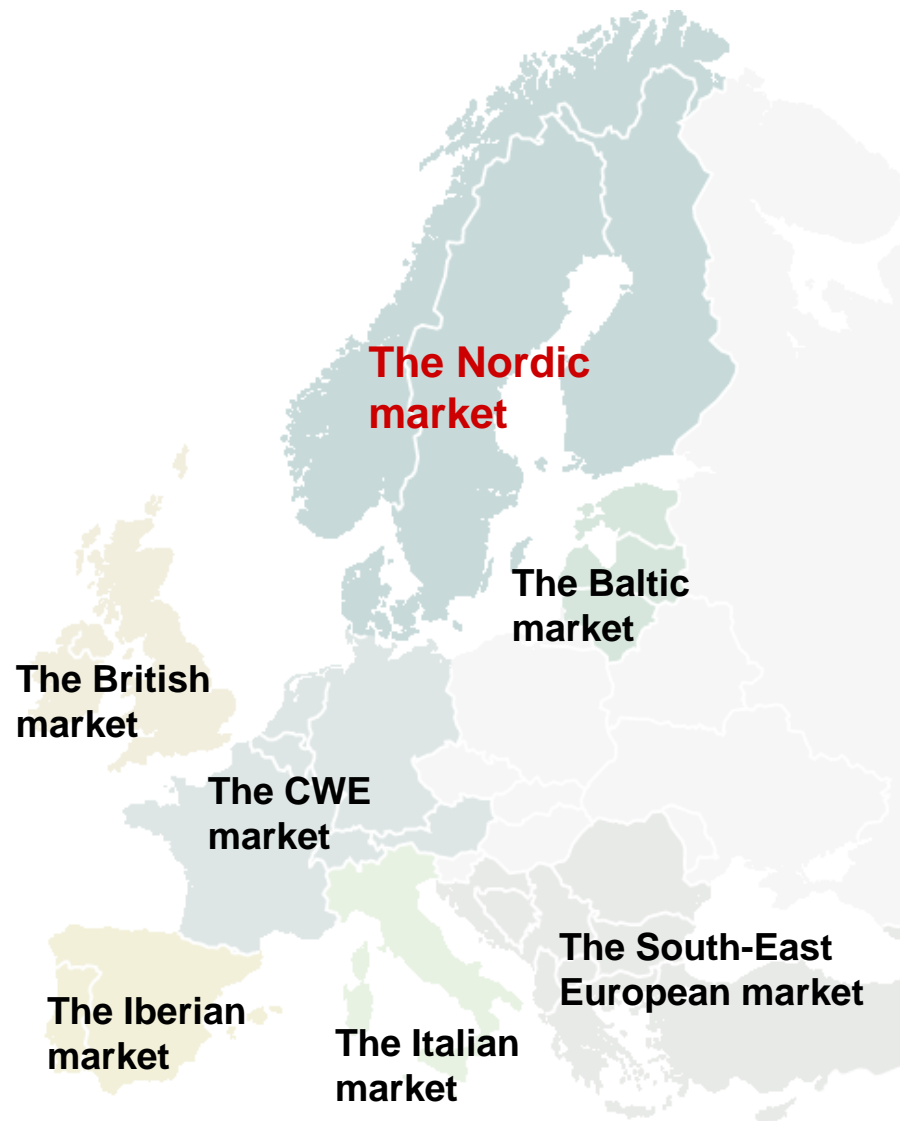 The Nordic
market
The Baltic
market
The British
market
The CWE
market
The South-East
European market
The Iberian
market
The Italian
market